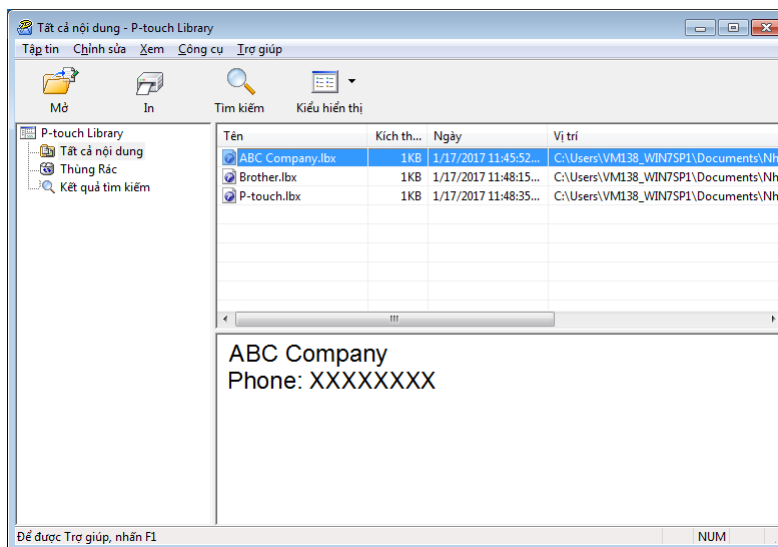 Tất cả nội dung - P-touch Library
Tập tin Chỉnh sửa Xem Công cụ Trợ giúp
Mở In Tìm kiếm Kiểu hiển thị
P-touch Library
Tất cả nội dung
Thùng Rác
Kết quả tìm kiếm
Tên Kích th... Ngày Vị trí
ABC Company.lbx 1KB 1/17/2017 11:45:52... C:\Users\VM138_WIN7SP1\Documents\Nh
Brother.lbx 1KB 1/17/2017 11:48:15... C:\Users\VM138_WIN7SP1\Documents\Nh
P-touch.lbx 1KB 1/17/2017 11:48:35... C:\Users\VM138_WIN7SP1\Documents\Nh
ABC Company
Phone: XXXXXXXX
Để được Trợ giúp, nhấn F1 NUM